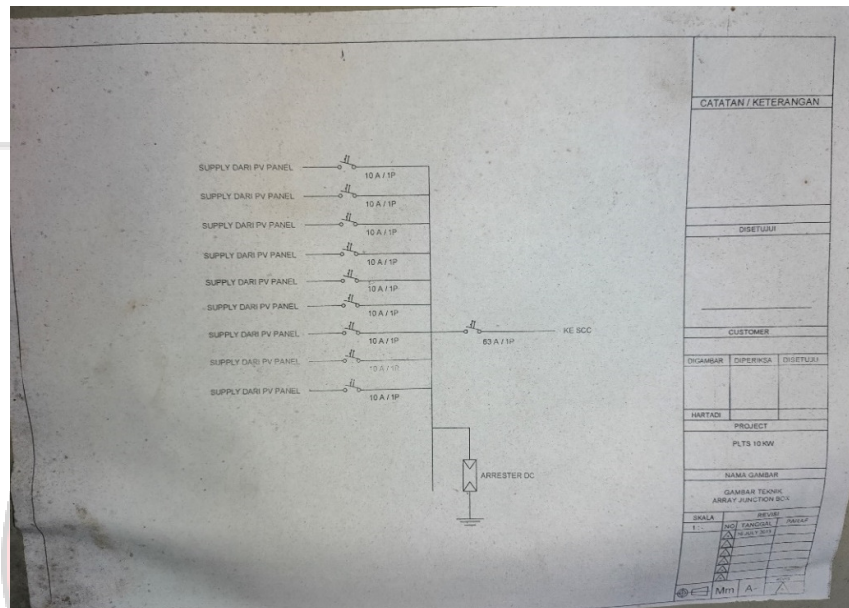 SUPPLY DARI PV PANEL
10 A / 1P
SUPPLY DARI PV PANEL
10 A / 1P
SUPPLY DARI PV PANEL
10 A / 1P
SUPPLY DARI PV PANEL
10 A / 1P
SUPPLY DARI PV PANEL
10 A / 1P
SUPPLY DARI PV PANEL
10 A / 1P
SUPPLY DARI PV PANEL
10 A / 1P
63 A / 1P
KE SCC
SUPPLY DARI PV PANEL
10 A / 1P
SUPPLY DARI PV PANEL
10 A / 1P
ARRESTER DC
CATATAN / KETERANGAN
DISETUJUI
CUSTOMER
DIGAMBAR DIPERIKSA DISETUJUI
HARTADI
PROJECT
PLTS 10 KW
NAMA GAMBAR
GAMBAR TEKNIK
ARRAY JUNCTION BOX
SKALA REVISI
1 : NO TANGGAL PARAF
Mm A-